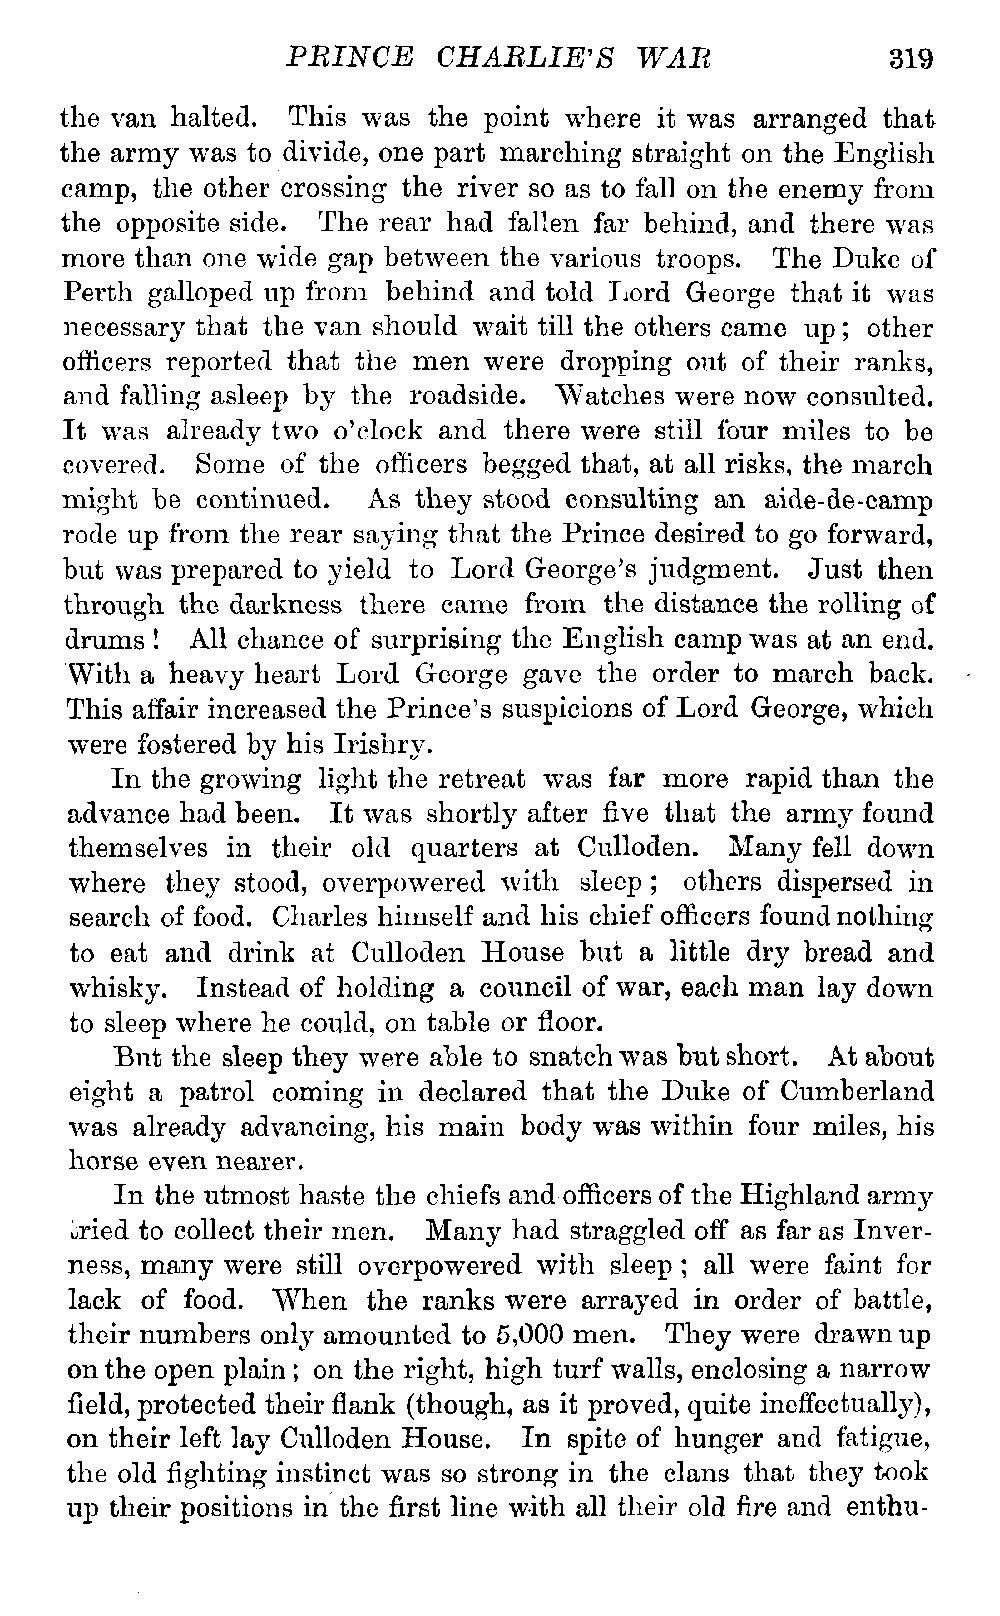 PRINCE CHARLIE'S WAR 319
the van halted. This was the point where it was arranged that
the army was to divide, one part marching straight on the English
camp, the other crossing the river so as to fall on the enemy from
the opposite side. The rear had fallen far behind, and there was
more than one wide gap between the various troops. The Duke of
Perth galloped up from behind and told Lord George that it was
necessary that the van should wait till the others came up; other
officers reported that the men were dropping out of their ranks,
and falling asleep by the roadside. Watches were now consulted.
It was already two o'clock and there were still four miles to be
covered. Some of the officers begged that, at all risks, the march
might be continued. As they stood consulting an aide-de-camp
rode up from the rear saying that the Prince desired to go forward,
but was prepared to yield to Lord George's judgment. Just then
through the darkness there came from the distance the rolling of
drums! All chance of surprising the English camp was at an end.
With a heavy heart Lord George gave the order to march back.
This affair increased the Prince's suspicions of Lord George, which
were fostered by his Irishry.
In the growing light the retreat was far more rapid than the
advance had been. It was shortly after five that the army found
themselves in their old quarters at Culloden. Many fell down
where they stood, overpowered with sleep; others dispersed in
search of food. Charles himself and his chief officers found nothing
to eat and drink at Culloden House but a little dry bread and
whisky. Instead of holding a council of war, each man lay down
to sleep where he could, on table or floor.
But the sleep they were able to snatch was but short. At about
eight a patrol coming in declared that the Duke of Cumberland
was already advancing, his main body was within four miles, his
horse even nearer.
In the utmost haste the chiefs and officers of the Highland army
tried to collect their men. Many had straggled off as far as Inver-
ness, many were still overpowered with sleep; all were faint for
lack of food. When the ranks were arrayed in order of battle,
their numbers only amounted to 5,000 men. They were drawn up
on the open plain; on the right, high turf walls, enclosing a narrow
field, protected their flank (though, as it proved, quite ineffectually),
on their left lay Culloden House. In spite of hunger and fatigue,
the old fighting instinct was so strong in the clans that they took
up their positions in the first line with all their old fire and enthu-